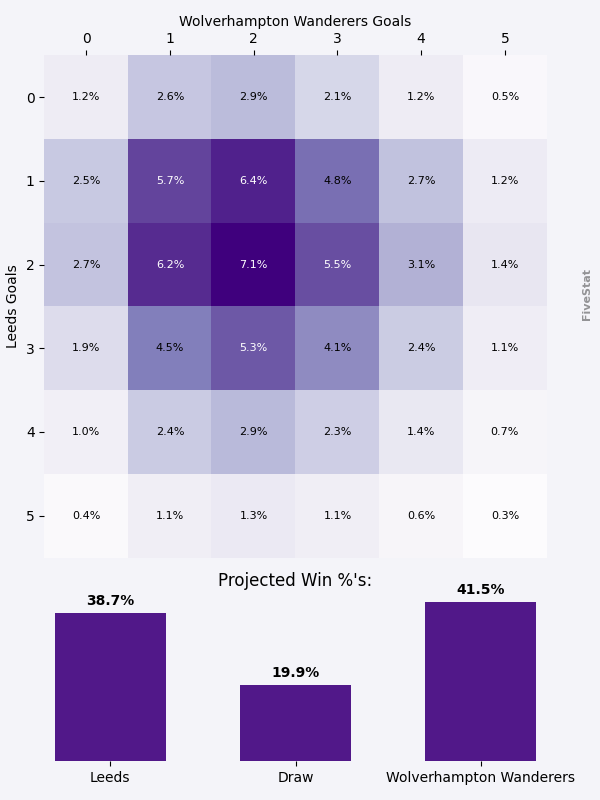 Wolverhampton Wanderers Goals
0 1 2 3 4 5
0 1.2% 2.6% 2.9% 2.1% 1.2% 0.5%
1 2.5% 5.7% 6.4% 4.8% 2.7% 1.2%
2 2.7% 6.2% 7.1% 5.5% 3.1% 1.4%
3 1.9% 4.5% 5.3% 4.1% 2.4% 1.1%
4 1.0% 2.4% 2.9% 2.3% 1.4% 0.7%
5 0.4% 1.1% 1.3% 1.1% 0.6% 0.3%
Leeds Goals
FiveStat
Projected Win %'s:
38.7% 19.9% 41.5%
Leeds Draw Wolverhampton Wanderers